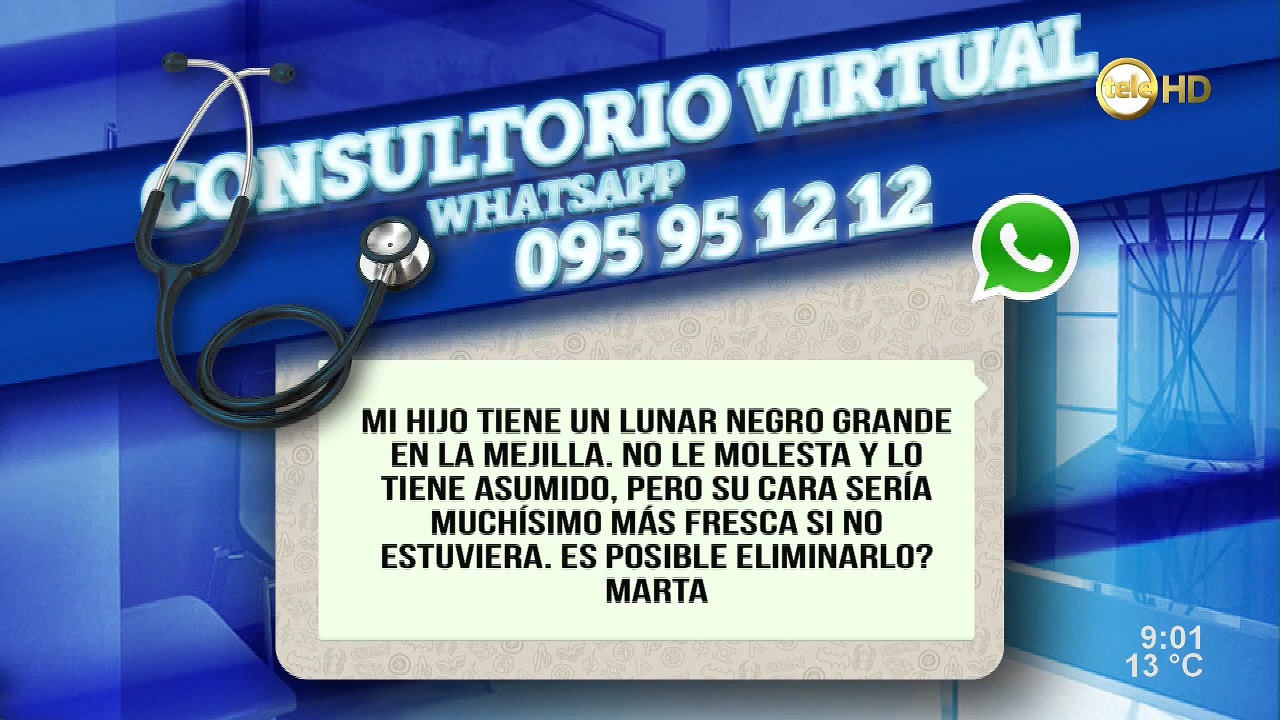 CONSULTORIO VIRTUAL
tele HD
WHATSAPP
095 95 12 12
MI HIJO TIENE UN LUNAR NEGRO GRANDE
EN LA MEJILLA. NO LE MOLESTA Y LO
TIENE ASUMIDO, PERO SU CARA SERÍA
MUCHÍSIMO MÁS FRESCA SI NO
ESTUVIERA. ES POSIBLE ELIMINARLO?
MARTA
9:01
13 °C